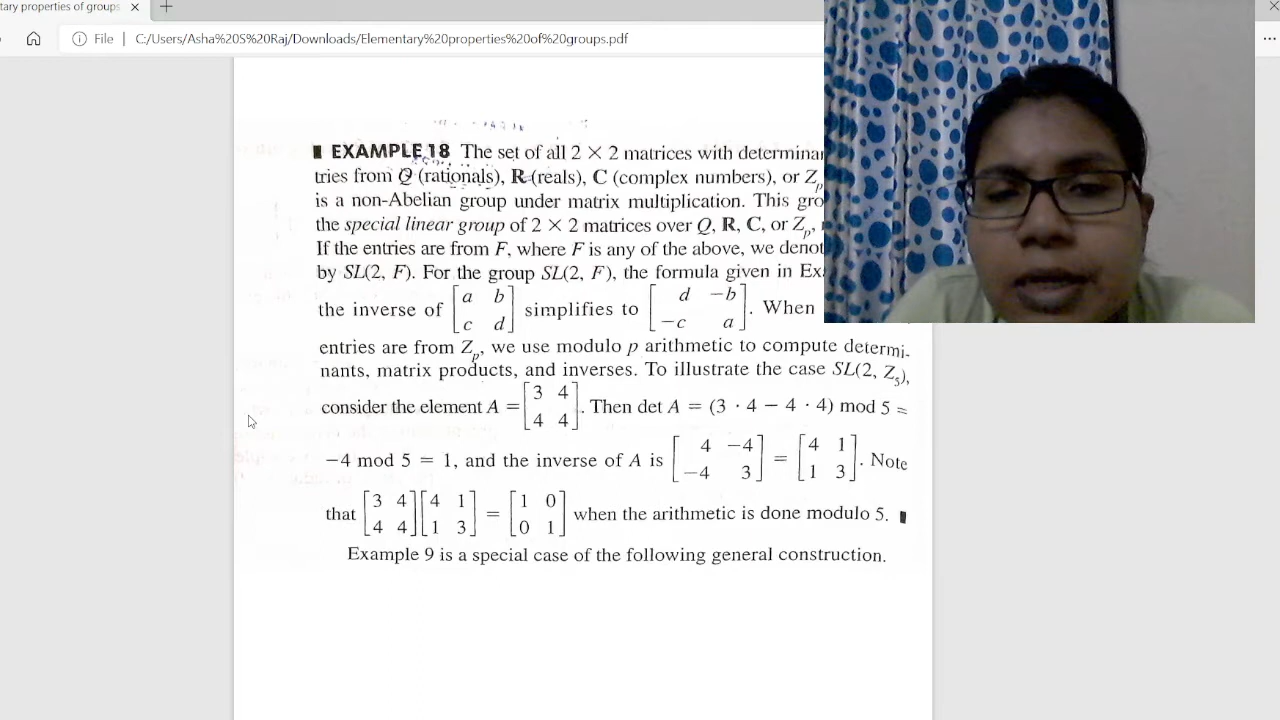 tary properties of groups
File | C:/Users/Asha%20S%20Raj/Downloads/Elementary%20properties%20of%20groups.pdf
EXAMPLE 18 The set of all 2 × 2 matrices with determinan
tries from Q (rationals), R (reals), C (complex numbers), or Zp
is a non-Abelian group under matrix multiplication. This gro
the special linear group of 2 × 2 matrices over Q, R, C, or Zp,
If the entries are from F, where F is any of the above, we denot
by SL(2, F). For the group SL(2, F), the formula given in Ex
the inverse of [a b; c d] simplifies to [d −b; −c a]. When
entries are from Zp, we use modulo p arithmetic to compute determi-
nants, matrix products, and inverses. To illustrate the case SL(2, Z5),
consider the element A = [3 4; 4 4]. Then det A = (3 · 4 − 4 · 4) mod 5 =
−4 mod 5 = 1, and the inverse of A is [4 −4; −4 3] = [4 1; 1 3]. Note
that [3 4; 4 4][4 1; 1 3] = [1 0; 0 1] when the arithmetic is done modulo 5.
Example 9 is a special case of the following general construction.